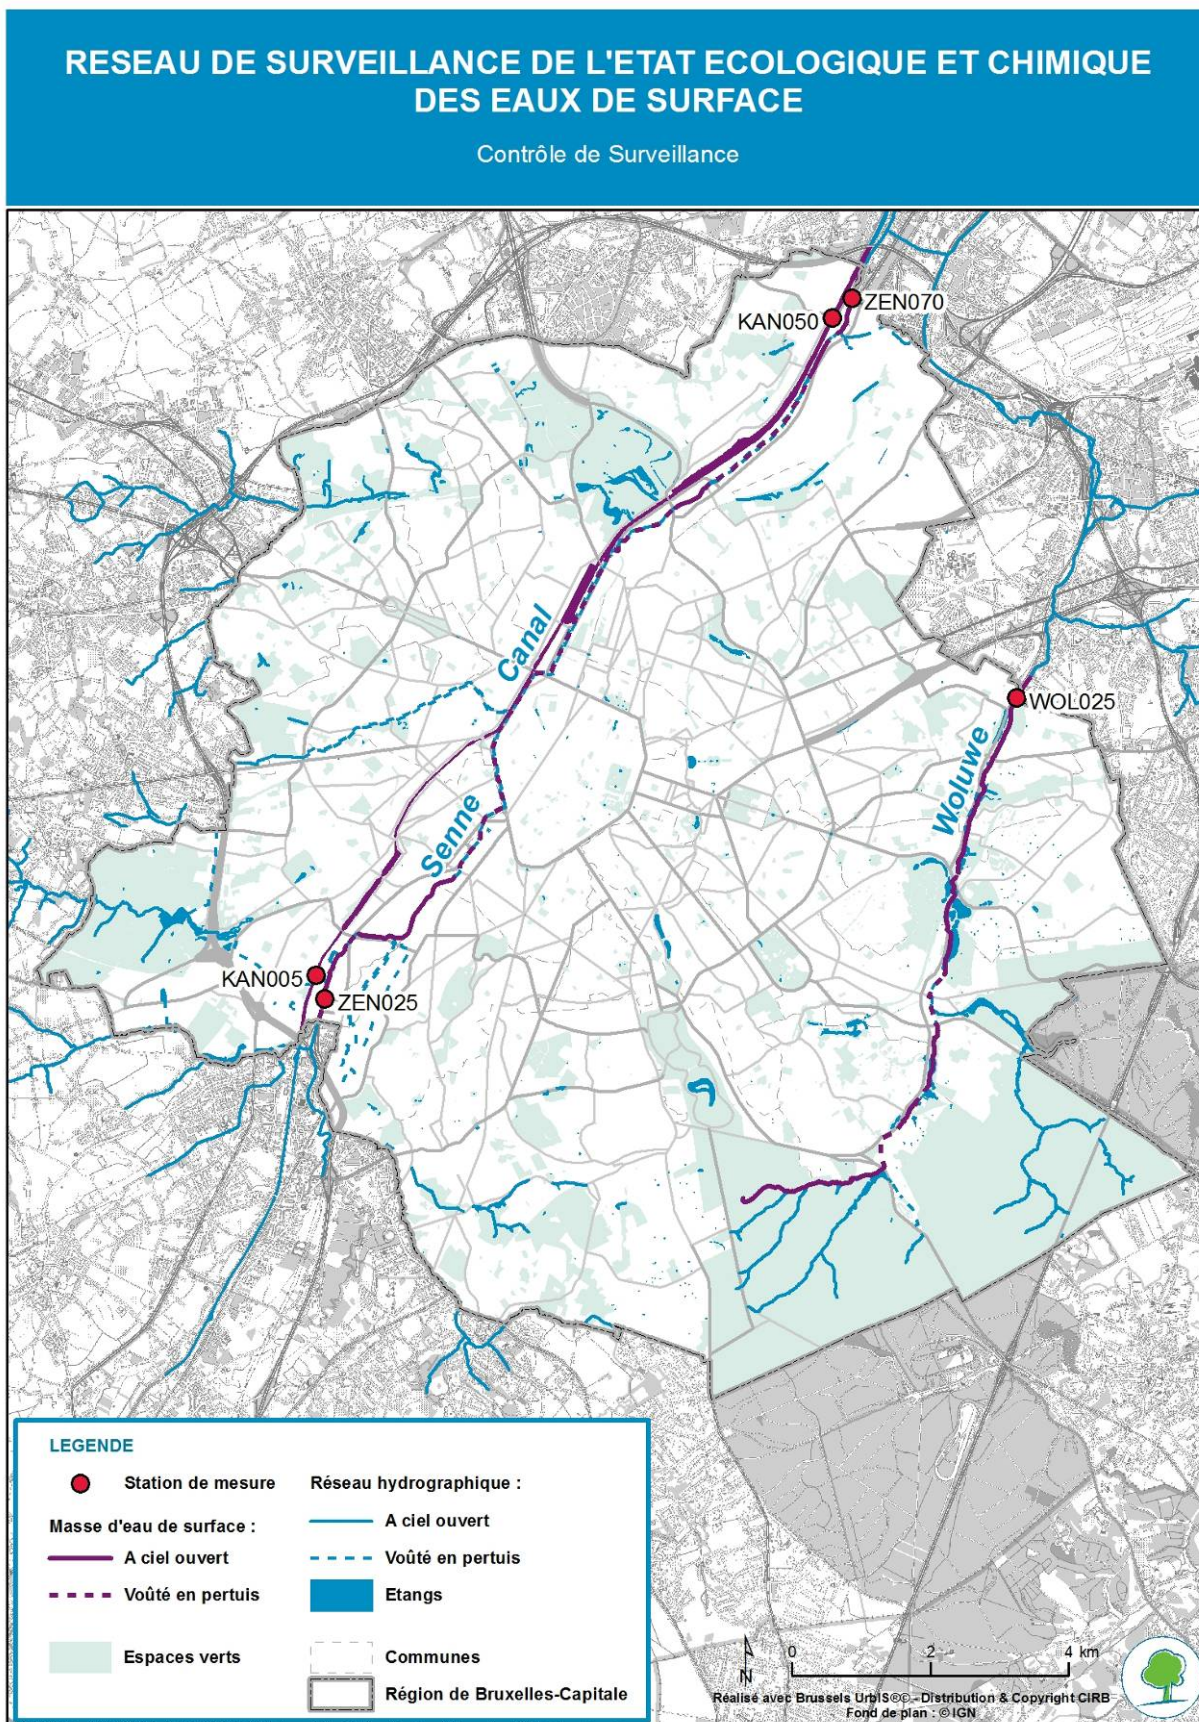 RESEAU DE SURVEILLANCE DE L'ETAT ECOLOGIQUE ET CHIMIQUE
DES EAUX DE SURFACE
Contrôle de Surveillance
ZEN070
KAN050
Canal
WOL025
Woluwe
Senne
KAN005
ZEN025
LEGENDE
Station de mesure
Réseau hydrographique :
Masse d'eau de surface :
A ciel ouvert
A ciel ouvert
Voûté en pertuis
Voûté en pertuis
Etangs
Espaces verts
Communes
Région de Bruxelles-Capitale
N
0 2 4 km
Réalisé avec Brussels UrbIS®© - Distribution & Copyright CIRB
Fond de plan : © IGN